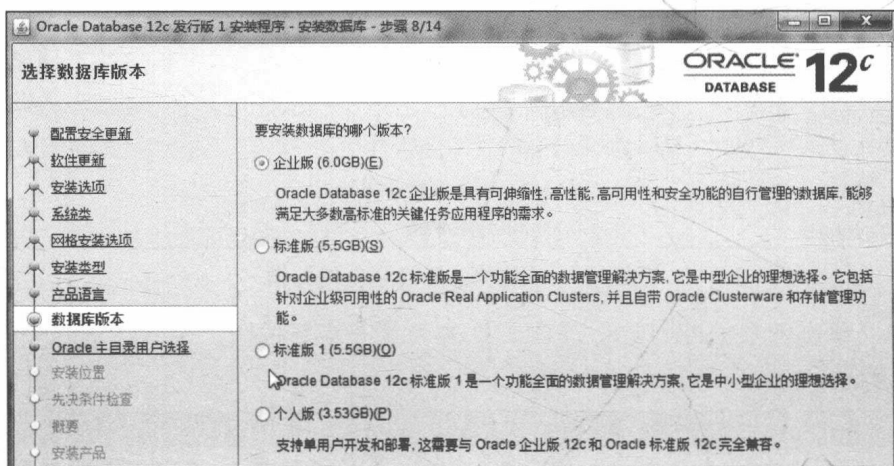 Oracle Database 12c 发行版 1 安装程序 - 安装数据库 - 步骤 8/14
选择数据库版本
ORACLE
DATABASE
12c
配置安全更新
软件更新
安装选项
系统类
网格安装选项
安装类型
产品语言
数据库版本
Oracle 主目录用户选择
安装位置
先决条件检查
概要
安装产品
要安装数据库的哪个版本?
企业版 (6.0GB)(E)
Oracle Database 12c 企业版是具有可伸缩性, 高性能, 高可用性和安全功能的自行管理的数据库, 能够
满足大多数高标准的关键任务应用程序的需求。
标准版 (5.5GB)(S)
Oracle Database 12c 标准版是一个功能全面的数据管理解决方案, 它是中型企业的理想选择。它包括
针对企业级可用性的 Oracle Real Application Clusters, 并且自带 Oracle Clusterware 和存储管理功
能。
标准版 1 (5.5GB)(O)
Oracle Database 12c 标准版 1 是一个功能全面的数据管理解决方案, 它是中小型企业的理想选择。
个人版 (3.53GB)(P)
支持单用户开发和部署, 这需要与 Oracle 企业版 12c 和 Oracle 标准版 12c 完全兼容。